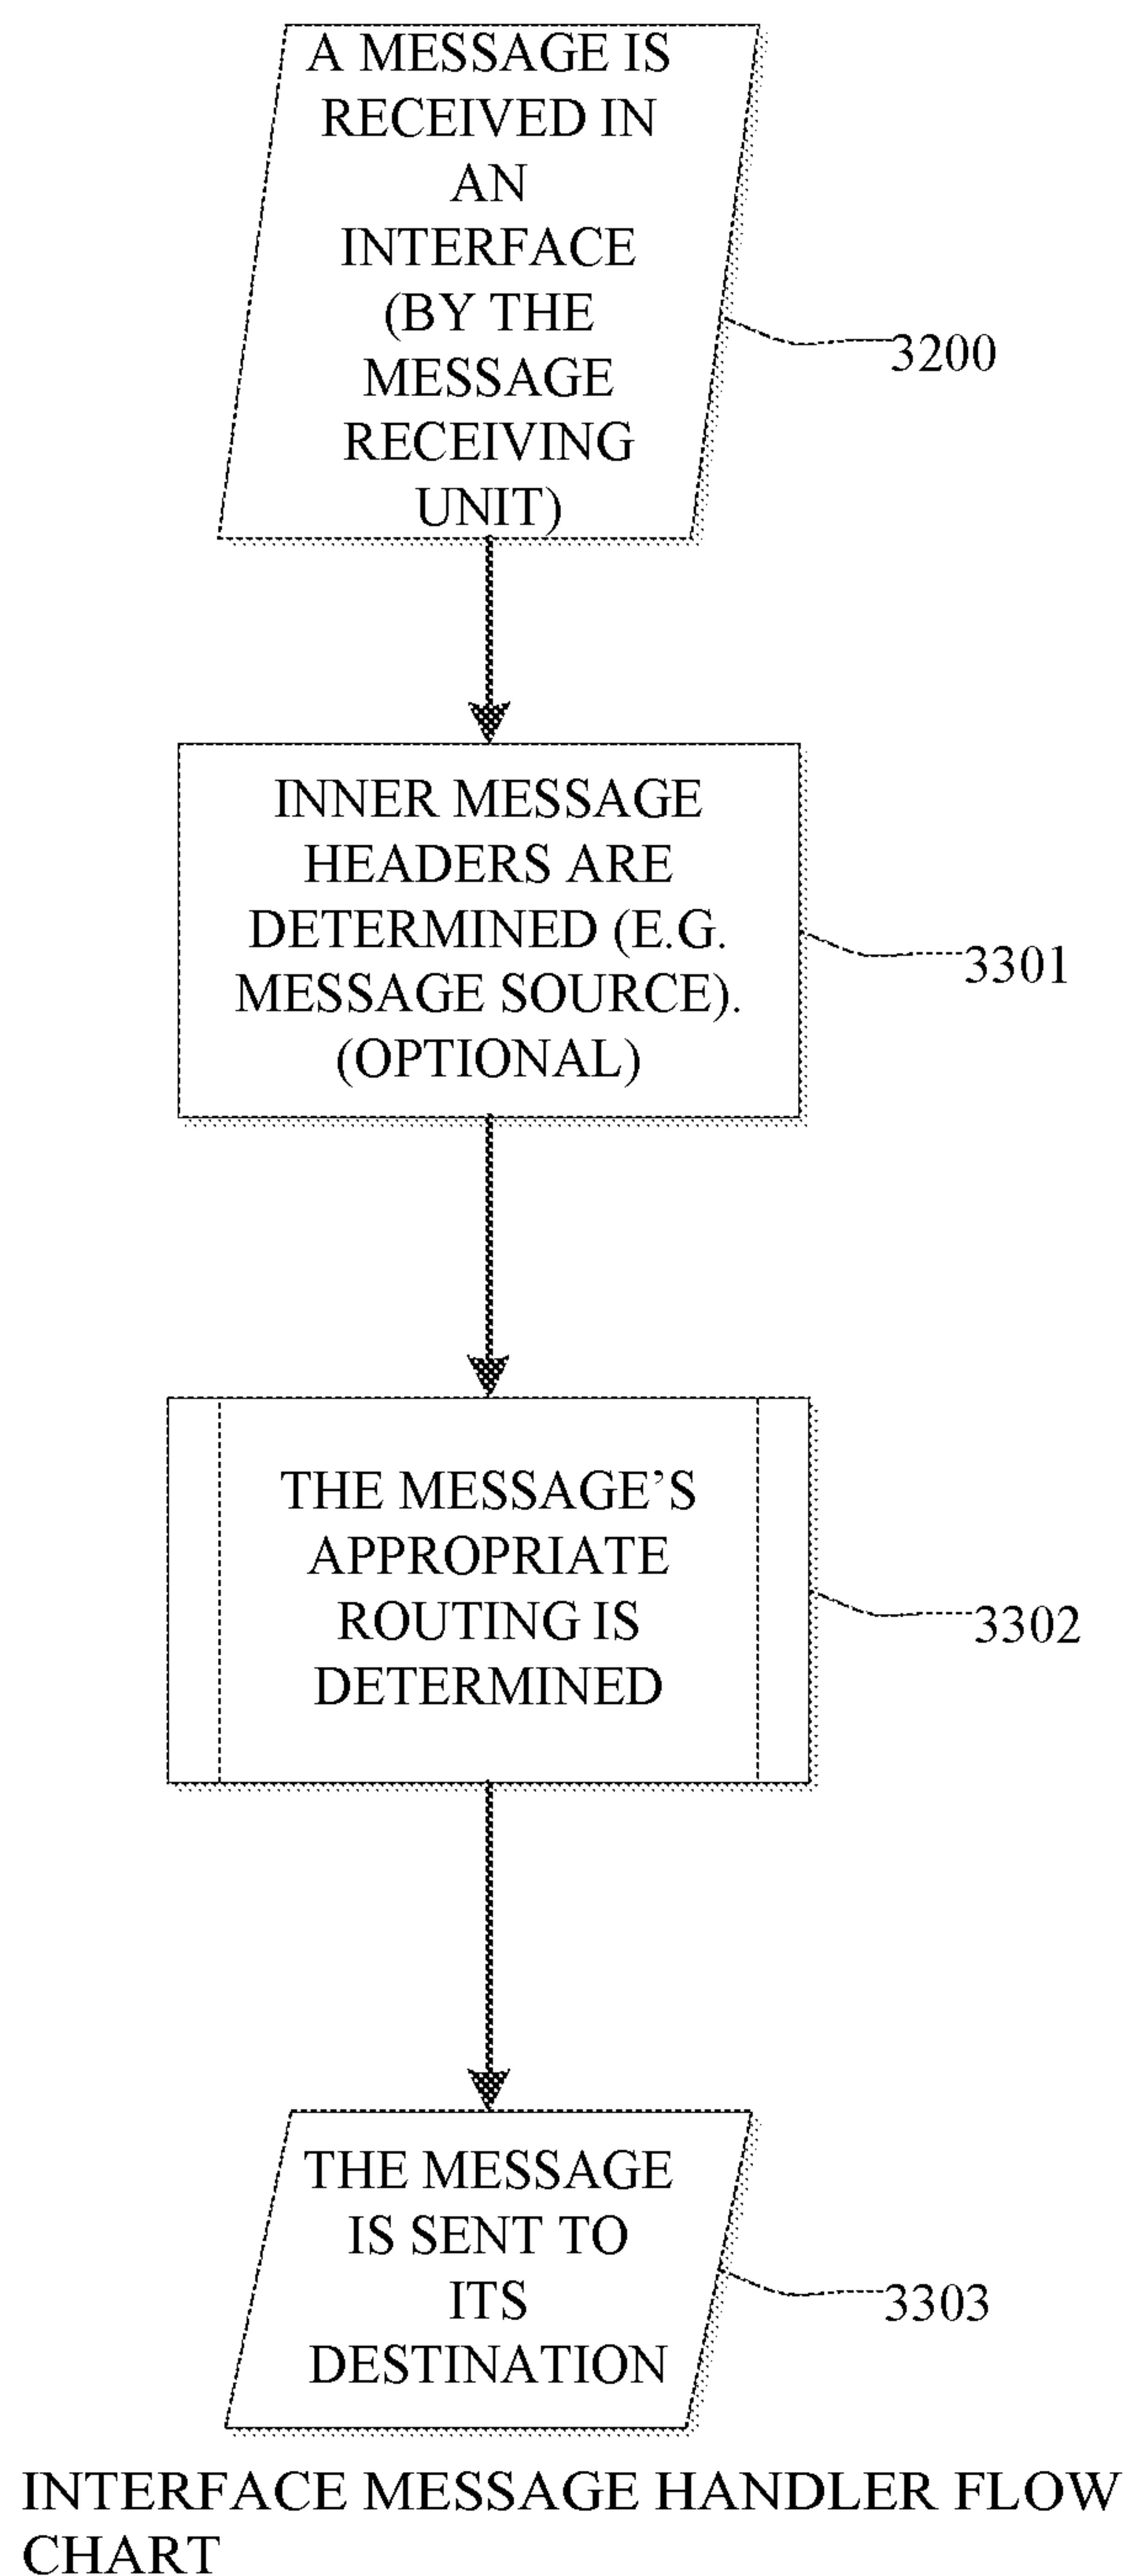 A MESSAGE IS
RECEIVED IN
AN
INTERFACE
(BY THE
MESSAGE
RECEIVING
UNIT)
3200
INNER MESSAGE
HEADERS ARE
DETERMINED (E.G.
MESSAGE SOURCE).
(OPTIONAL)
3301
THE MESSAGE’S
APPROPRIATE
ROUTING IS
DETERMINED
3302
THE MESSAGE
IS SENT TO
ITS
DESTINATION
3303
INTERFACE MESSAGE HANDLER FLOW
CHART